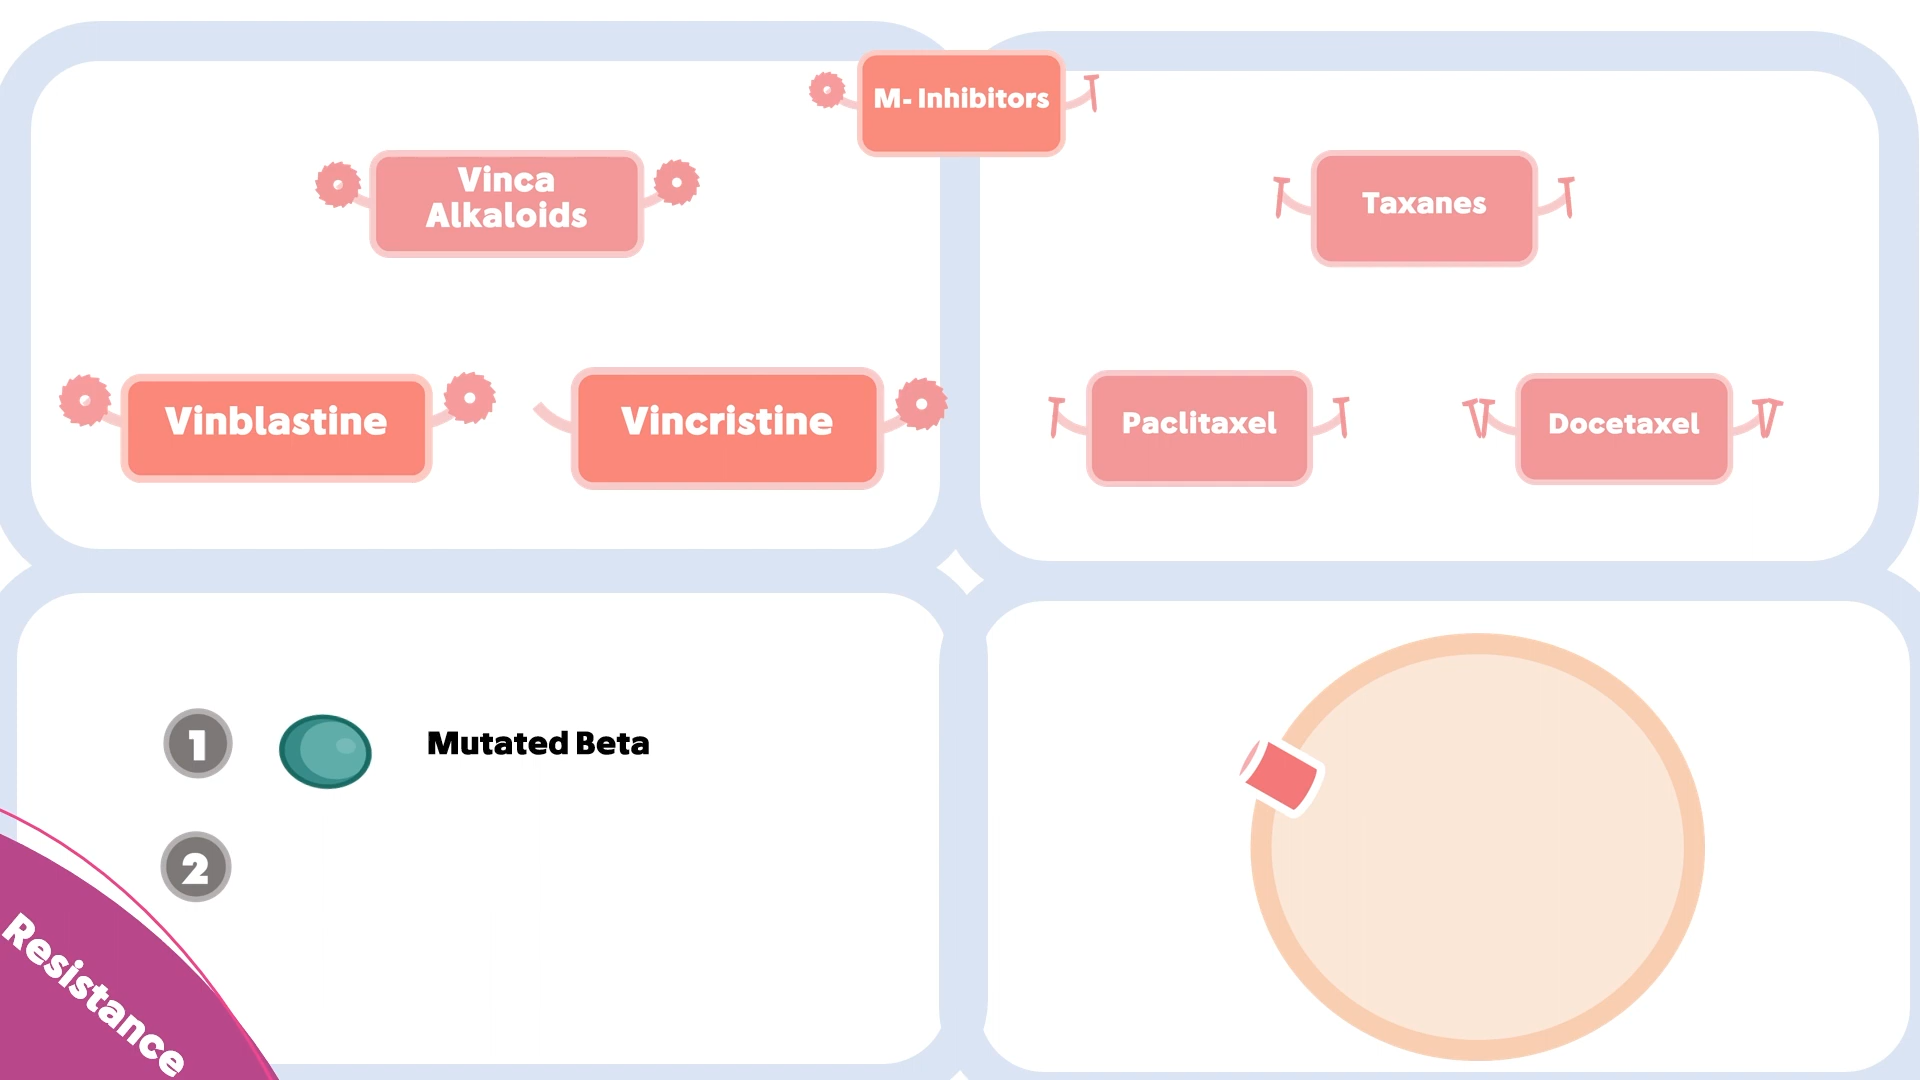 M- Inhibitors
Vinca
Alkaloids
Taxanes
Vinblastine
Vincristine
Paclitaxel
Docetaxel
1
Mutated Beta
2
Resistance